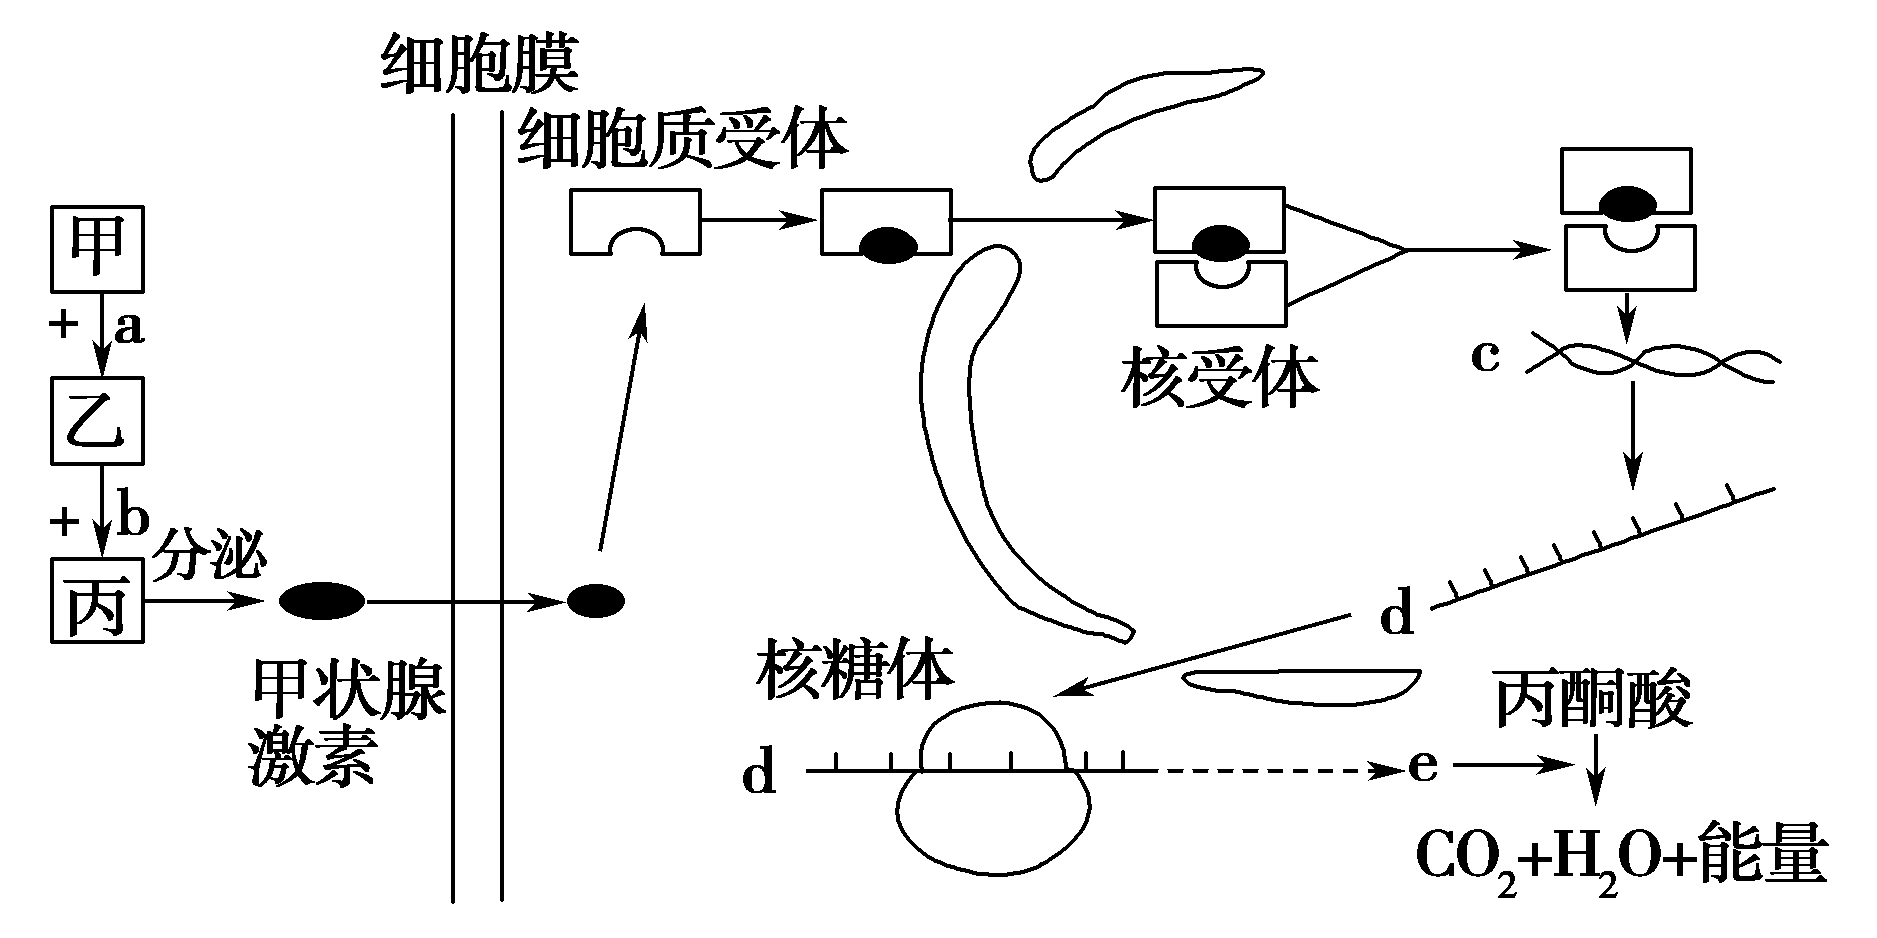 细胞膜
细胞质受体
甲
+ a
乙
+ b
丙
分泌
甲状腺
激素
核受体
c
d
核糖体
d
e
丙酮酸
CO₂+H₂O+能量